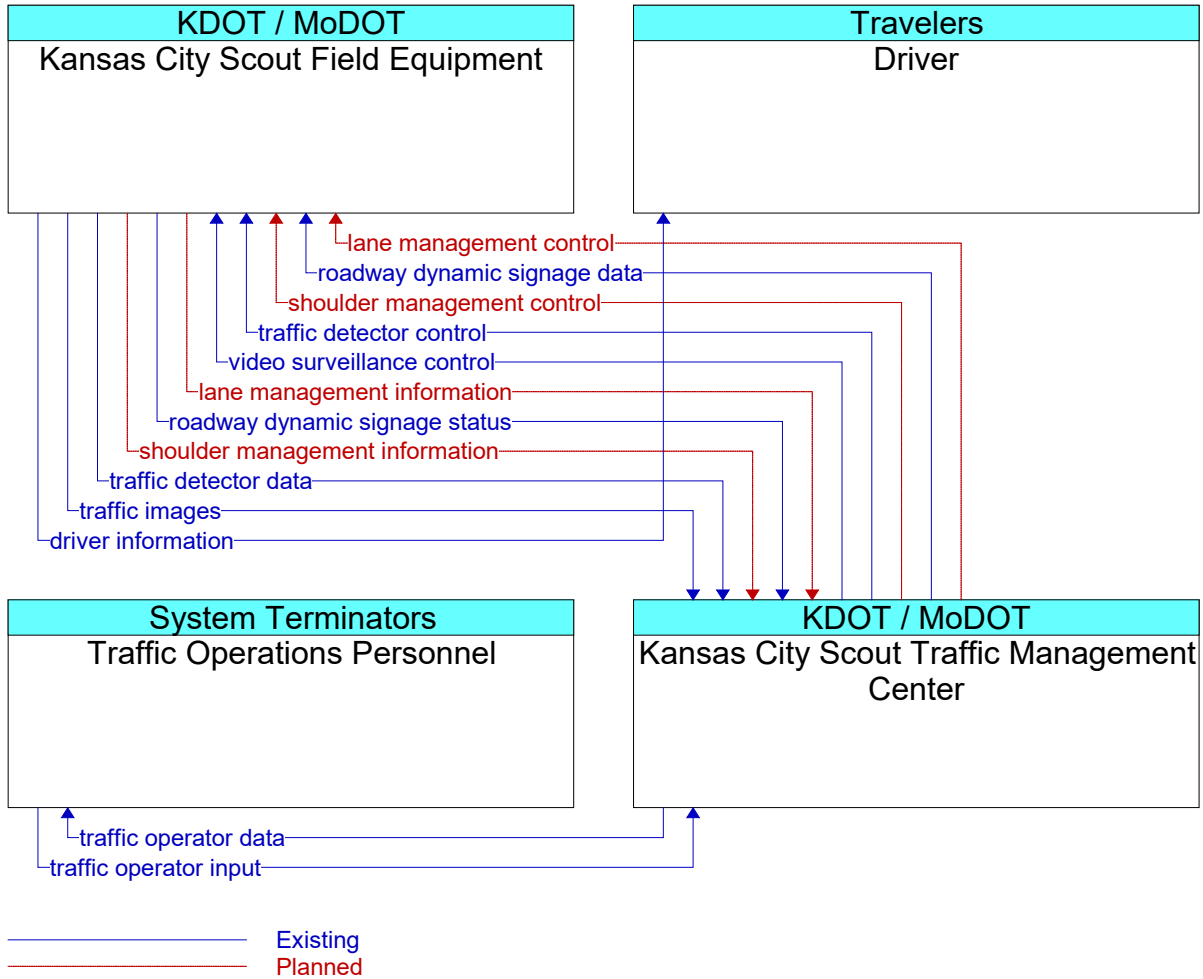 KDOT / MoDOT
Kansas City Scout Field Equipment
Travelers
Driver
lane management control
roadway dynamic signage data
shoulder management control
traffic detector control
video surveillance control
lane management information
roadway dynamic signage status
shoulder management information
traffic detector data
traffic images
driver information
System Terminators
Traffic Operations Personnel
KDOT / MoDOT
Kansas City Scout Traffic Management
Center
traffic operator data
traffic operator input
Existing
Planned